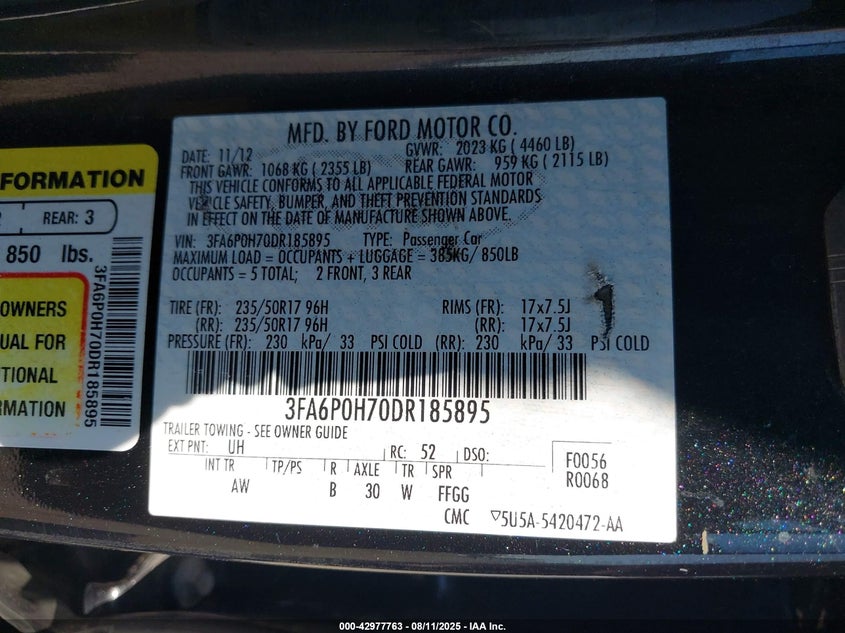 FORMATION
REAR: 3
850 lbs.
OWNERS
UAL FOR
TIONAL
RMATION
3FA6P0H70DR185895
MFD. BY FORD MOTOR CO.
DATE: 11/12 GVWR: 2023 KG ( 4460 LB)
FRONT GAWR: 1068 KG ( 2355 LB) REAR GAWR: 959 KG ( 2115 LB)
THIS VEHICLE CONFORMS TO ALL APPLICABLE FEDERAL MOTOR
VEHICLE SAFETY, BUMPER, AND THEFT PREVENTION STANDARDS
IN EFFECT ON THE DATE OF MANUFACTURE SHOWN ABOVE.
VIN: 3FA6P0H70DR185895 TYPE: Passenger Car
MAXIMUM LOAD = OCCUPANTS + LUGGAGE = 385KG/ 850LB
OCCUPANTS = 5 TOTAL; 2 FRONT, 3 REAR
TIRE (FR): 235/50R17 96H RIMS (FR): 17x7.5J
(RR): 235/50R17 96H (RR): 17x7.5J
PRESSURE (FR): 230 kPa/ 33 PSI COLD (RR): 230 kPa/ 33 PSI COLD
3FA6P0H70DR185895
TRAILER TOWING - SEE OWNER GUIDE
EXT PNT: UH RC: 52 DSO: F0056
INT TR TP/PS R AXLE TR SPR R0068
AW B 30 W FFGG
CMC 5U5A-5420472-AA
000-42977763 - 08/11/2025 - IAA Inc.